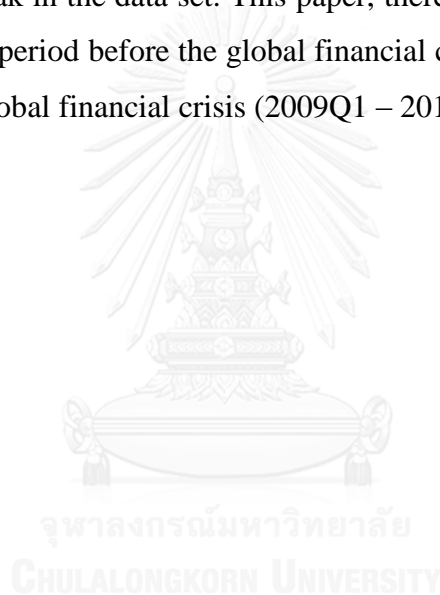 ak in the data set. This paper, there
period before the global financial c
obal financial crisis (2009Q1 – 201
จุฬาลงกรณ์มหาวิทยาลัย
CHULALONGKORN UNIVERSITY